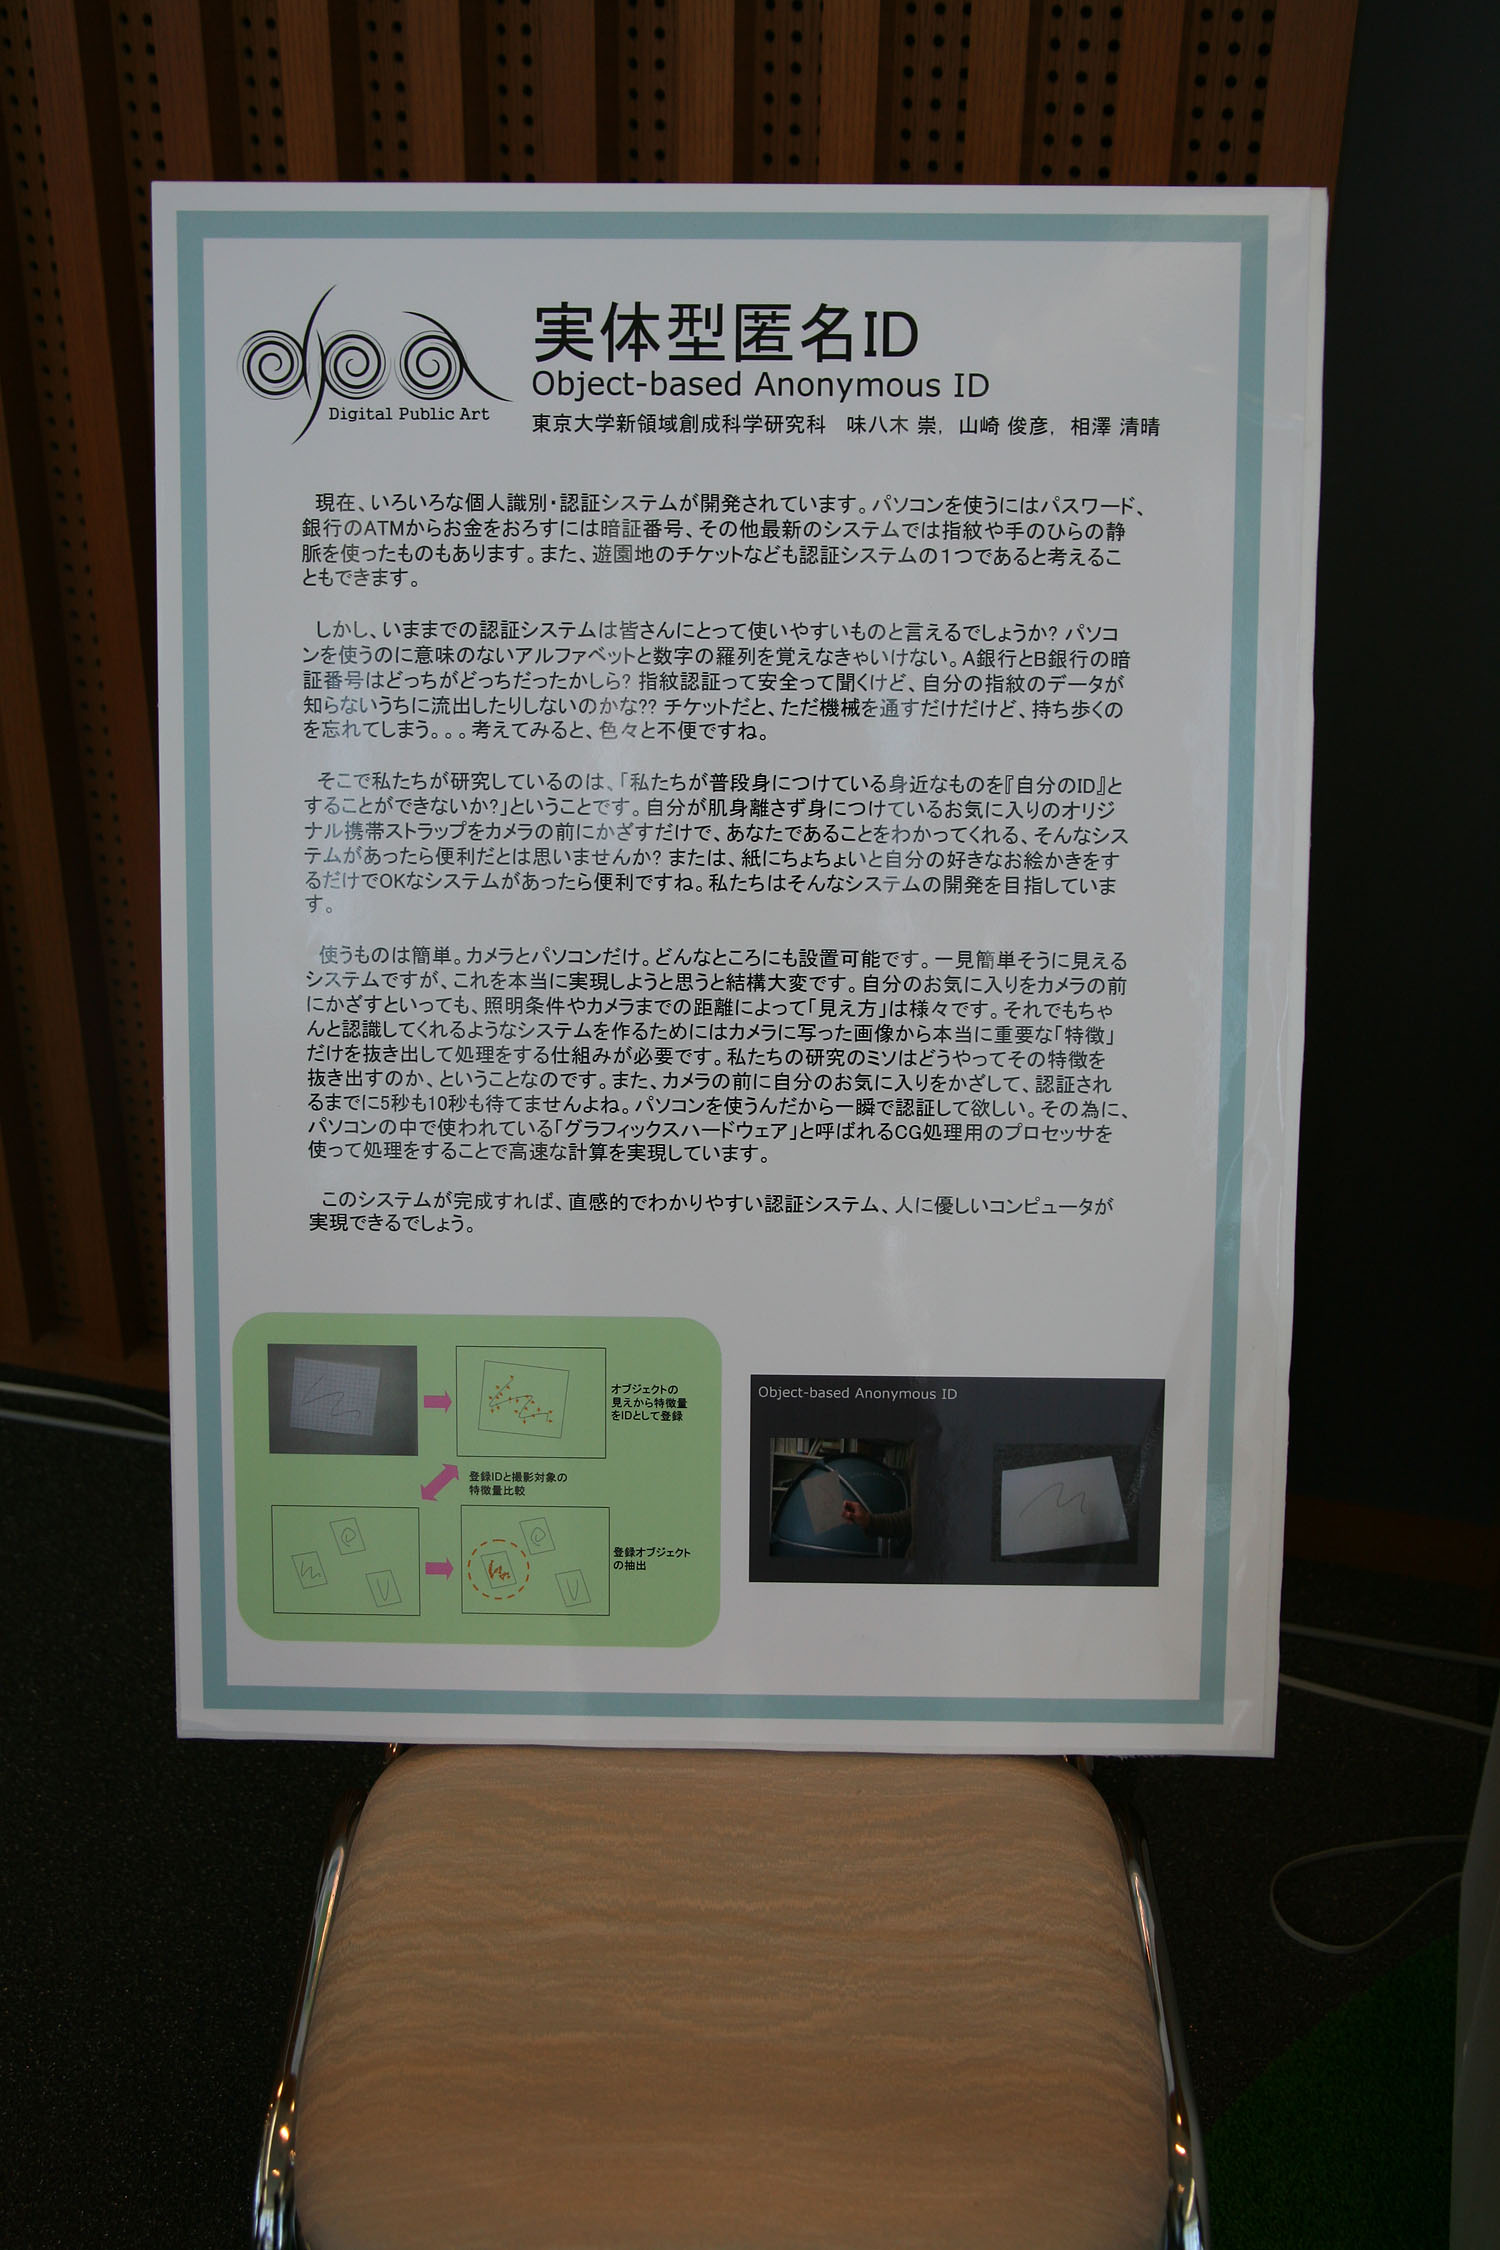 実体型匿名ID
Object-based Anonymous ID
Digital Public Art
東京大学新領域創成科学研究科　味八木 崇,　山崎 俊彦,　相澤 清晴
現在、いろいろな個人識別・認証システムが開発されています。パソコンを使うにはパスワード、
銀行のATMからお金をおろすには暗証番号、その他最新のシステムでは指紋や手のひらの静
脈を使ったものもあります。また、遊園地のチケットなども認証システムの1つであると考えるこ
ともできます。
しかし、いままでの認証システムは皆さんにとって使いやすいものと言えるでしょうか? パソコ
ンを使うのに意味のないアルファベットと数字の羅列を覚えなきゃいけない。A銀行とB銀行の暗
証番号はどっちがどっちだったかしら? 指紋認証って安全って聞くけど、自分の指紋のデータが
知らないうちに流出したりしないのかな?? チケットだと、ただ機械を通すだけだけど、持ち歩くの
を忘れてしまう。。。考えてみると、色々と不便ですね。
そこで私たちが研究しているのは、「私たちが普段身につけている身近なものを『自分のID』と
することができないか?」ということです。自分が肌身離さず身につけているお気に入りのオリジ
ナル携帯ストラップをカメラの前にかざすだけで、あなたであることをわかってくれる、そんなシス
テムがあったら便利だとは思いませんか? または、紙にちょちょいと自分の好きなお絵かきをす
るだけでOKなシステムがあったら便利ですね。私たちはそんなシステムの開発を目指していま
す。
使うものは簡単。カメラとパソコンだけ。どんなところにも設置可能です。一見簡単そうに見える
システムですが、これを本当に実現しようと思うと結構大変です。自分のお気に入りをカメラの前
にかざすといっても、照明条件やカメラまでの距離によって「見え方」は様々です。それでもちゃ
んと認識してくれるようなシステムを作るためにはカメラに写った画像から本当に重要な「特徴」
だけを抜き出して処理をする仕組みが必要です。私たちの研究のミソはどうやってその特徴を
抜き出すのか、ということなのです。また、カメラの前に自分のお気に入りをかざして、認証され
るまでに5秒も10秒も待てませんよね。パソコンを使うんだから一瞬で認証して欲しい。その為に、
パソコンの中で使われている「グラフィックスハードウェア」と呼ばれるCG処理用のプロセッサを
使って処理をすることで高速な計算を実現しています。
このシステムが完成すれば、直感的でわかりやすい認証システム、人に優しいコンピュータが
実現できるでしょう。
オブジェクトの
見えから特徴量
をIDとして登録
登録IDと撮影対象の
特徴量比較
登録オブジェクト
の抽出
Object-based Anonymous ID